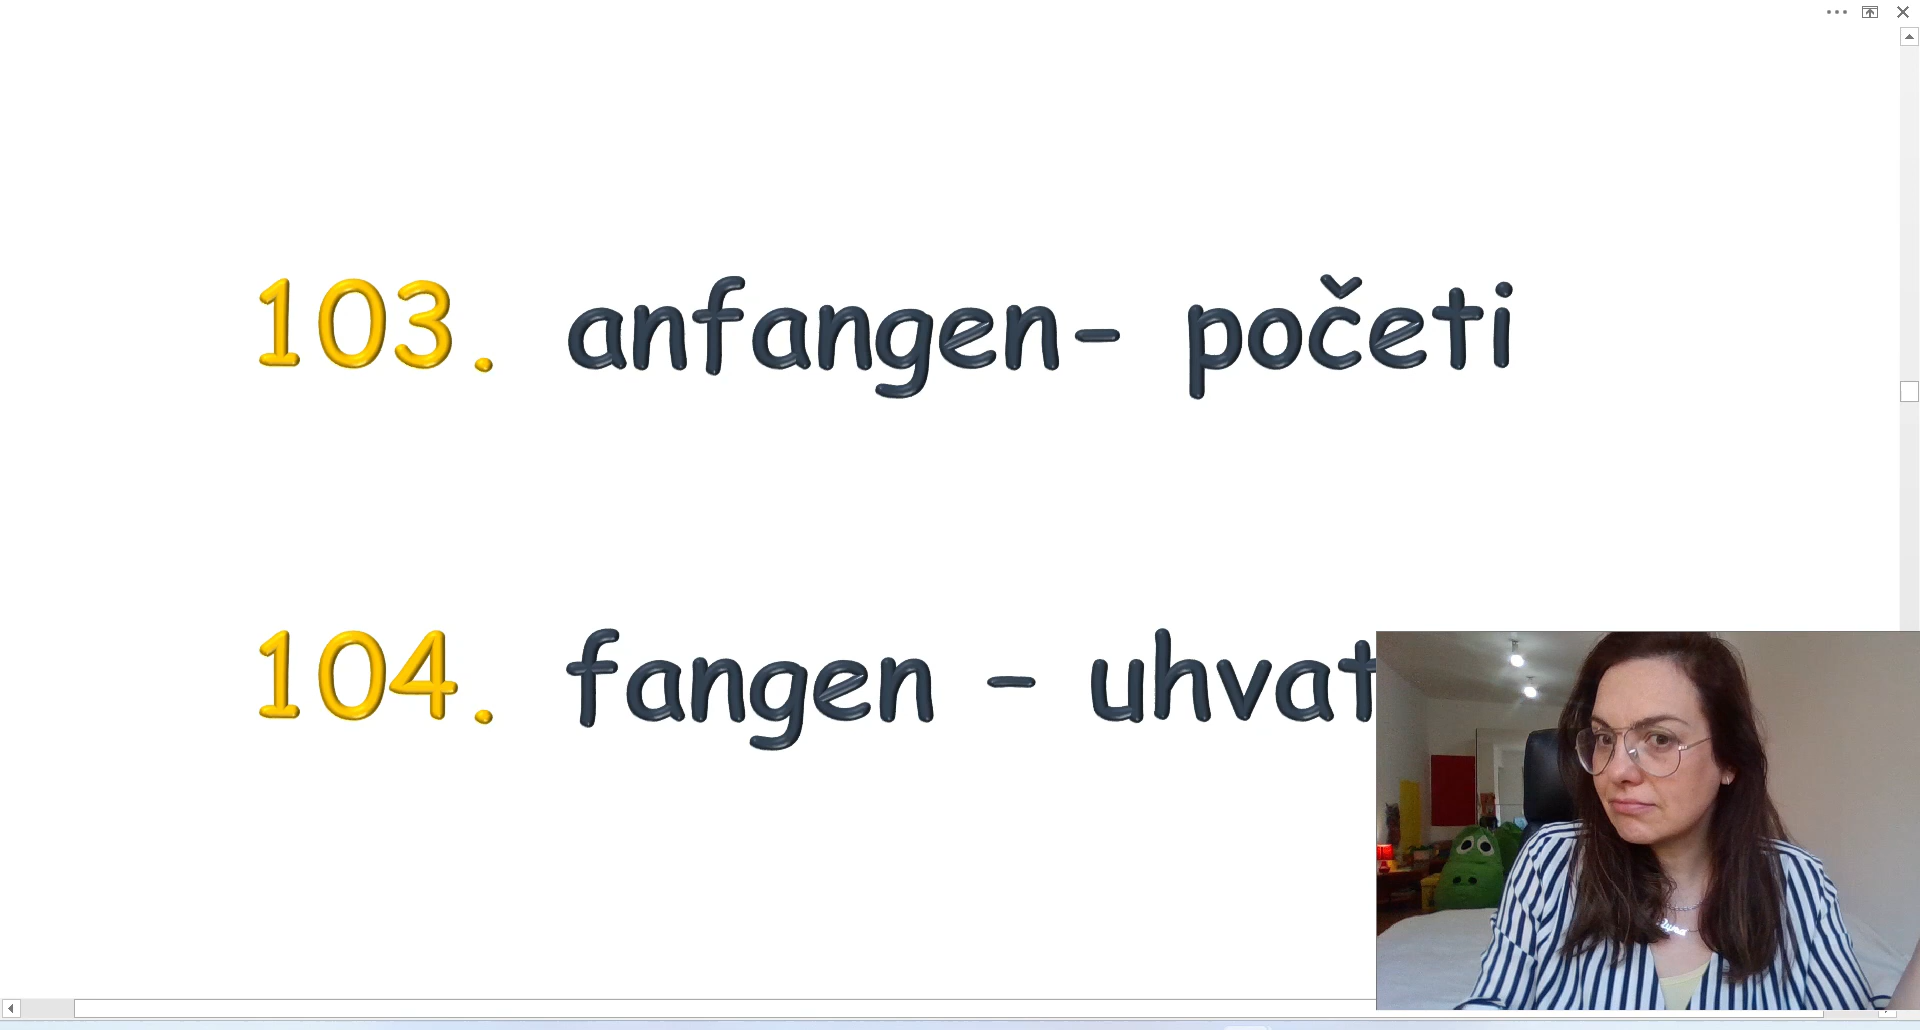 103. anfangen- početi
104. fangen - uhvat